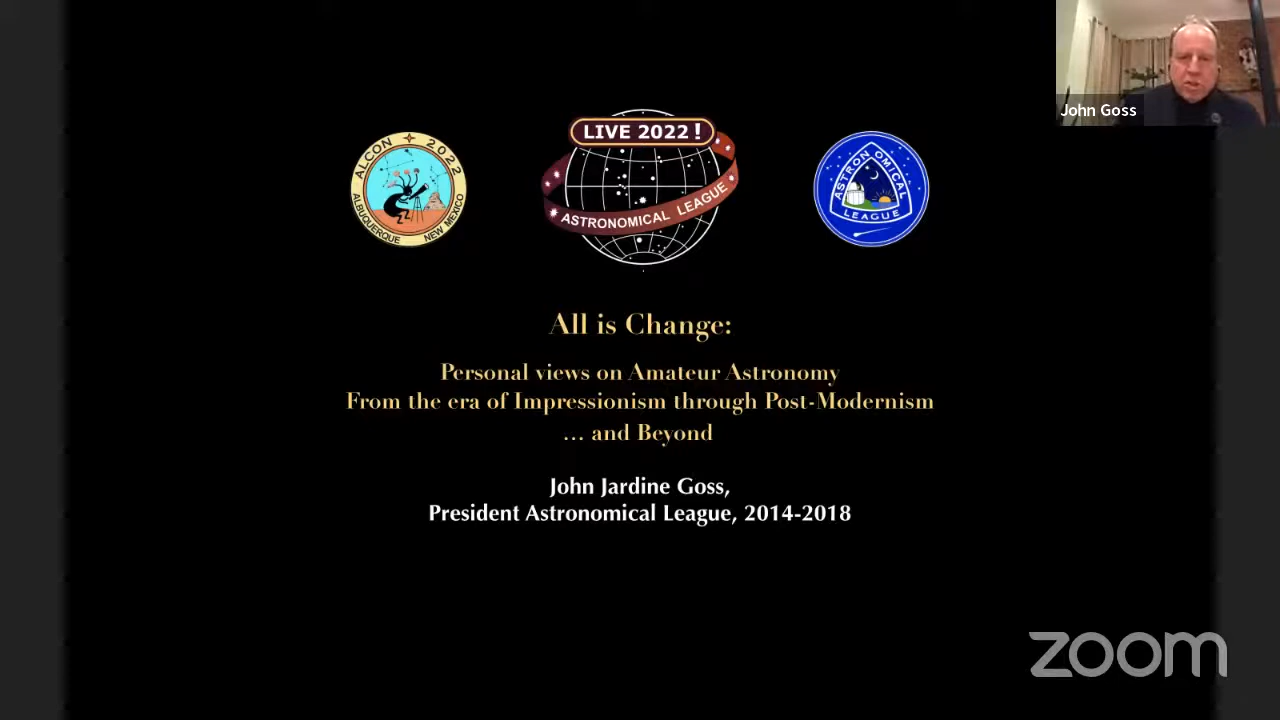 John Goss
ALCON 2022
ALBUQUERQUE NEW MEXICO
LIVE 2022!
ASTRONOMICAL LEAGUE
ASTRONOMICAL
LEAGUE
All is Change:
Personal views on Amateur Astronomy
From the era of Impressionism through Post-Modernism
... and Beyond
John Jardine Goss,
President Astronomical League, 2014-2018
zoom